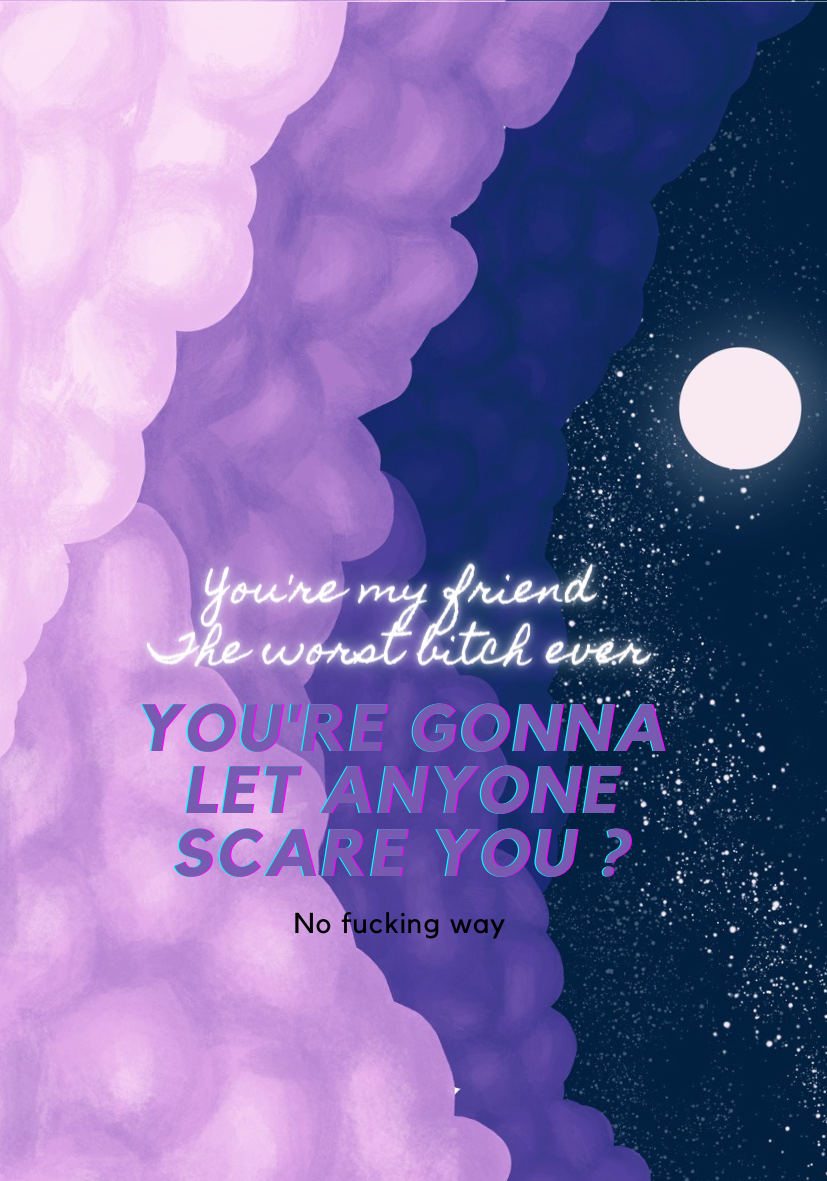 You're my friend
The worst bitch ever
YOU'RE GONNA
LET ANYONE
SCARE YOU ?
No fucking way